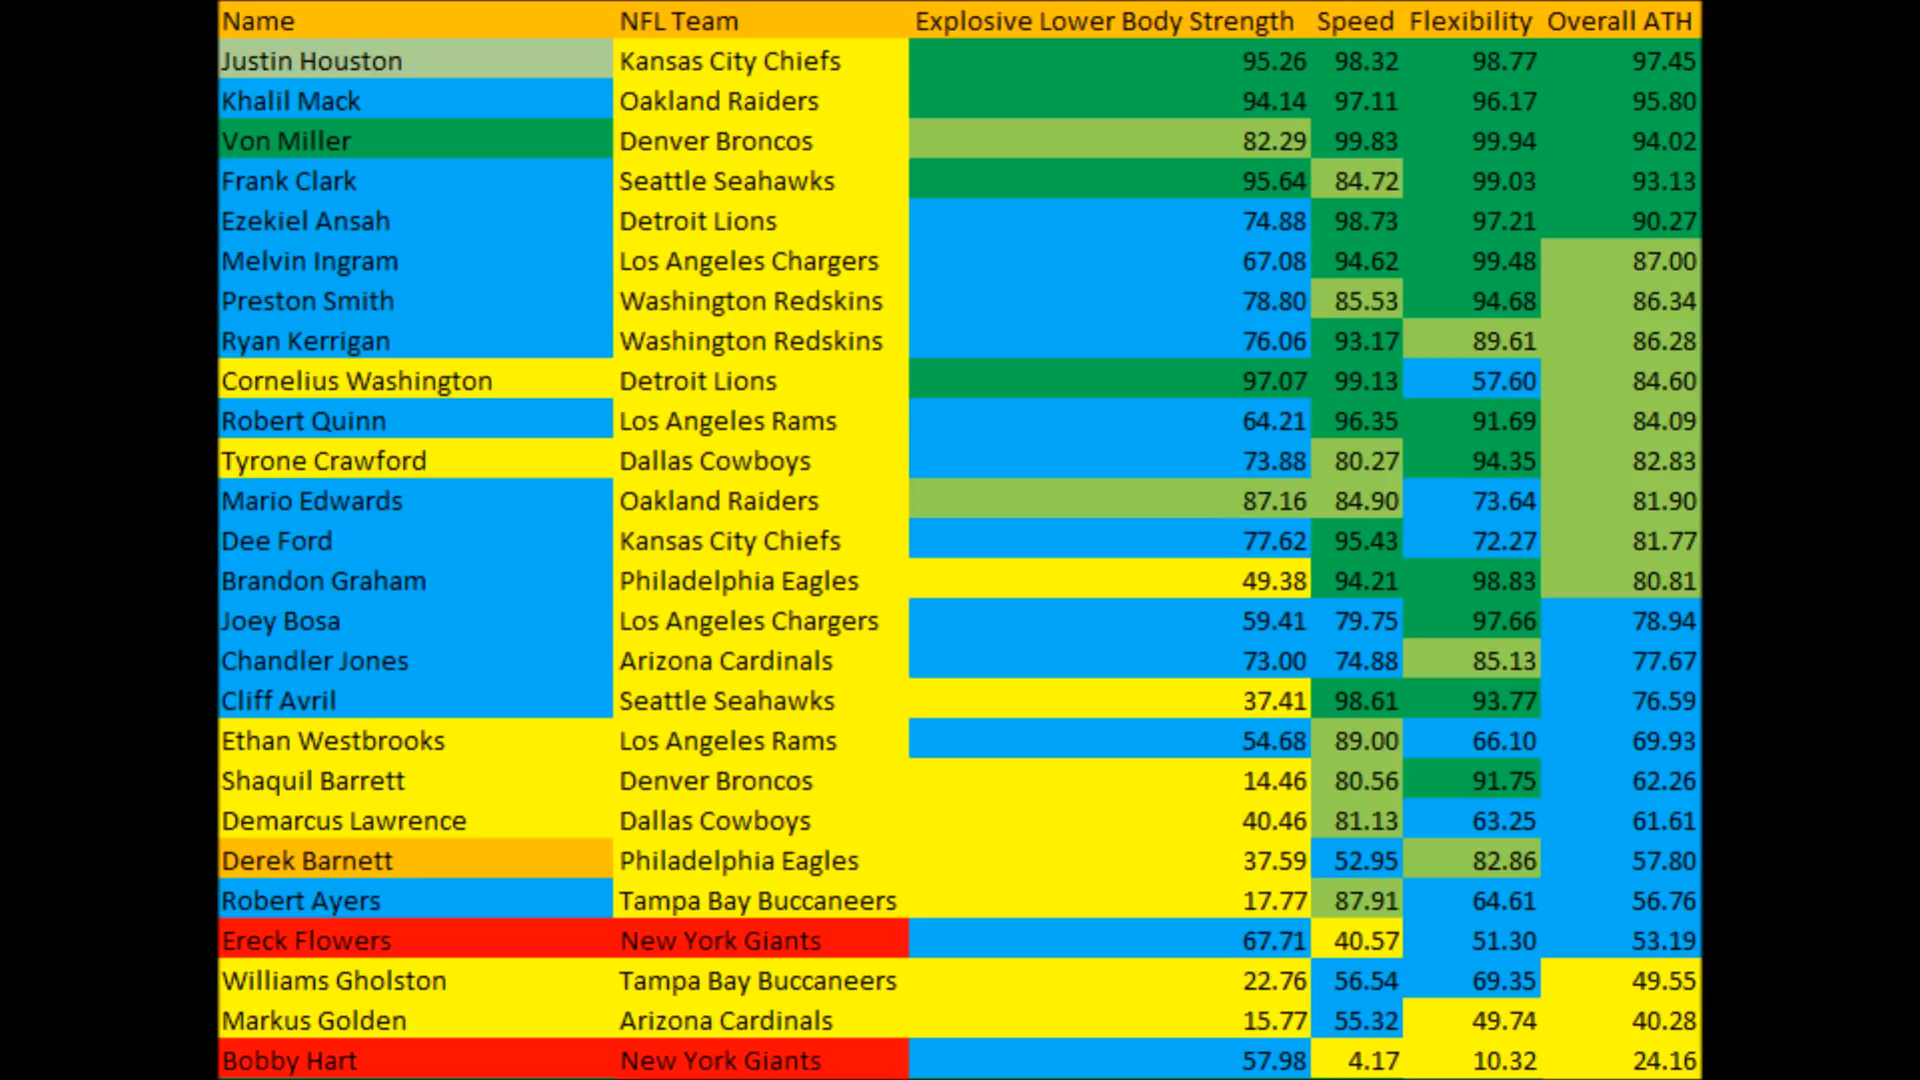 Name NFL Team Explosive Lower Body Strength Speed Flexibility Overall ATH
Justin Houston Kansas City Chiefs 95.26 98.32 98.77 97.45
Khalil Mack Oakland Raiders 94.14 97.11 96.17 95.80
Von Miller Denver Broncos 82.29 99.83 99.94 94.02
Frank Clark Seattle Seahawks 95.64 84.72 99.03 93.13
Ezekiel Ansah Detroit Lions 74.88 98.73 97.21 90.27
Melvin Ingram Los Angeles Chargers 67.08 94.62 99.48 87.00
Preston Smith Washington Redskins 78.80 85.53 94.68 86.34
Ryan Kerrigan Washington Redskins 76.06 93.17 89.61 86.28
Cornelius Washington Detroit Lions 97.07 99.13 57.60 84.60
Robert Quinn Los Angeles Rams 64.21 96.35 91.69 84.09
Tyrone Crawford Dallas Cowboys 73.88 80.27 94.35 82.83
Mario Edwards Oakland Raiders 87.16 84.90 73.64 81.90
Dee Ford Kansas City Chiefs 77.62 95.43 72.27 81.77
Brandon Graham Philadelphia Eagles 49.38 94.21 98.83 80.81
Joey Bosa Los Angeles Chargers 59.41 79.75 97.66 78.94
Chandler Jones Arizona Cardinals 73.00 74.88 85.13 77.67
Cliff Avril Seattle Seahawks 37.41 98.61 93.77 76.59
Ethan Westbrooks Los Angeles Rams 54.68 89.00 66.10 69.93
Shaquil Barrett Denver Broncos 14.46 80.56 91.75 62.26
Demarcus Lawrence Dallas Cowboys 40.46 81.13 63.25 61.61
Derek Barnett Philadelphia Eagles 37.59 52.95 82.86 57.80
Robert Ayers Tampa Bay Buccaneers 17.77 87.91 64.61 56.76
Ereck Flowers New York Giants 67.71 40.57 51.30 53.19
Williams Gholston Tampa Bay Buccaneers 22.76 56.54 69.35 49.55
Markus Golden Arizona Cardinals 15.77 55.32 49.74 40.28
Bobby Hart New York Giants 57.98 4.17 10.32 24.16